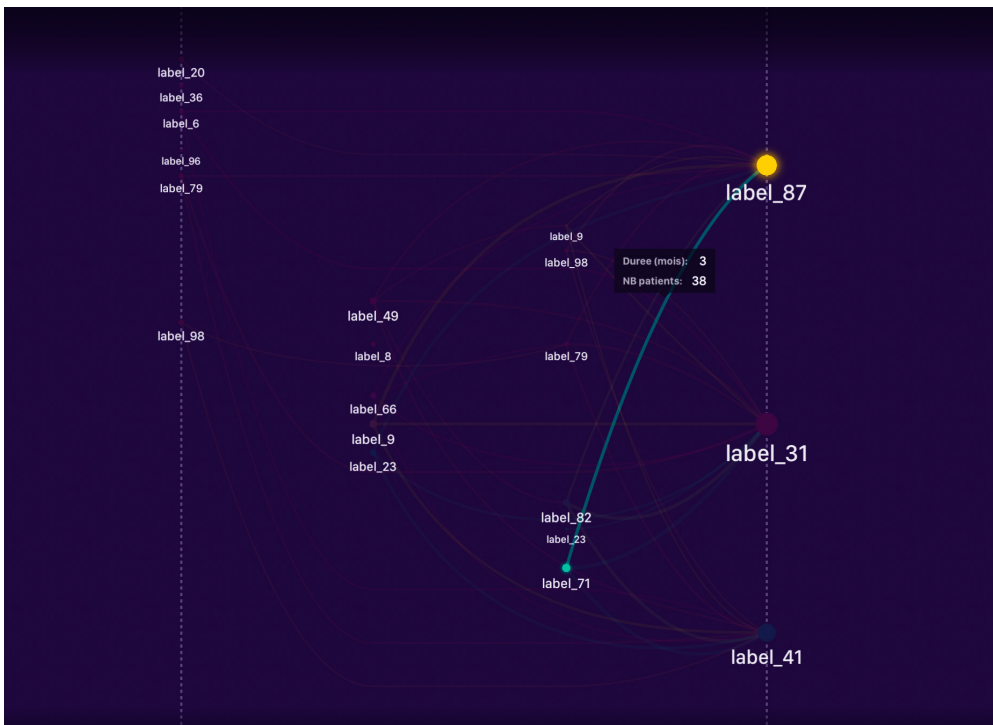 label_20
label_36
label_6
label_96
label_79
label_98
label_49
label_8
label_66
label_9
label_23
label_9
label_98
label_79
label_82
label_23
label_71
Duree (mois): 3
NB patients: 38
label_87
label_31
label_41